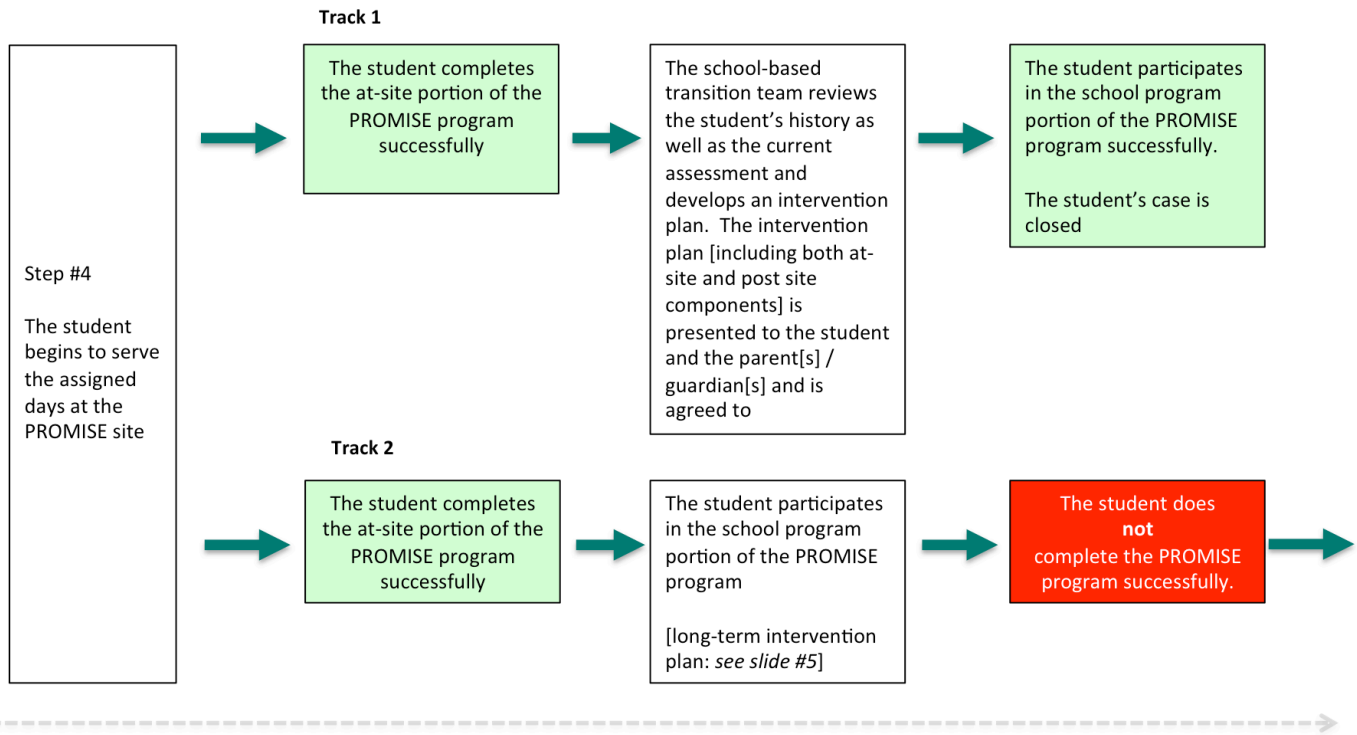 Track 1
Step #4
The student
begins to serve
the assigned
days at the
PROMISE site
The student completes
the at-site portion of the
PROMISE program
successfully
The school-based
transition team reviews
the student's history as
well as the current
assessment and
develops an intervention
plan.  The intervention
plan [including both at-
site and post site
components] is
presented to the student
and the parent[s] /
guardian[s] and is
agreed to
The student participates
in the school program
portion of the PROMISE
program successfully.
The student's case is
closed
Track 2
The student completes
the at-site portion of the
PROMISE program
successfully
The student participates
in the school program
portion of the PROMISE
program
[long-term intervention
plan: see slide #5]
The student does
not
complete the PROMISE
program successfully.